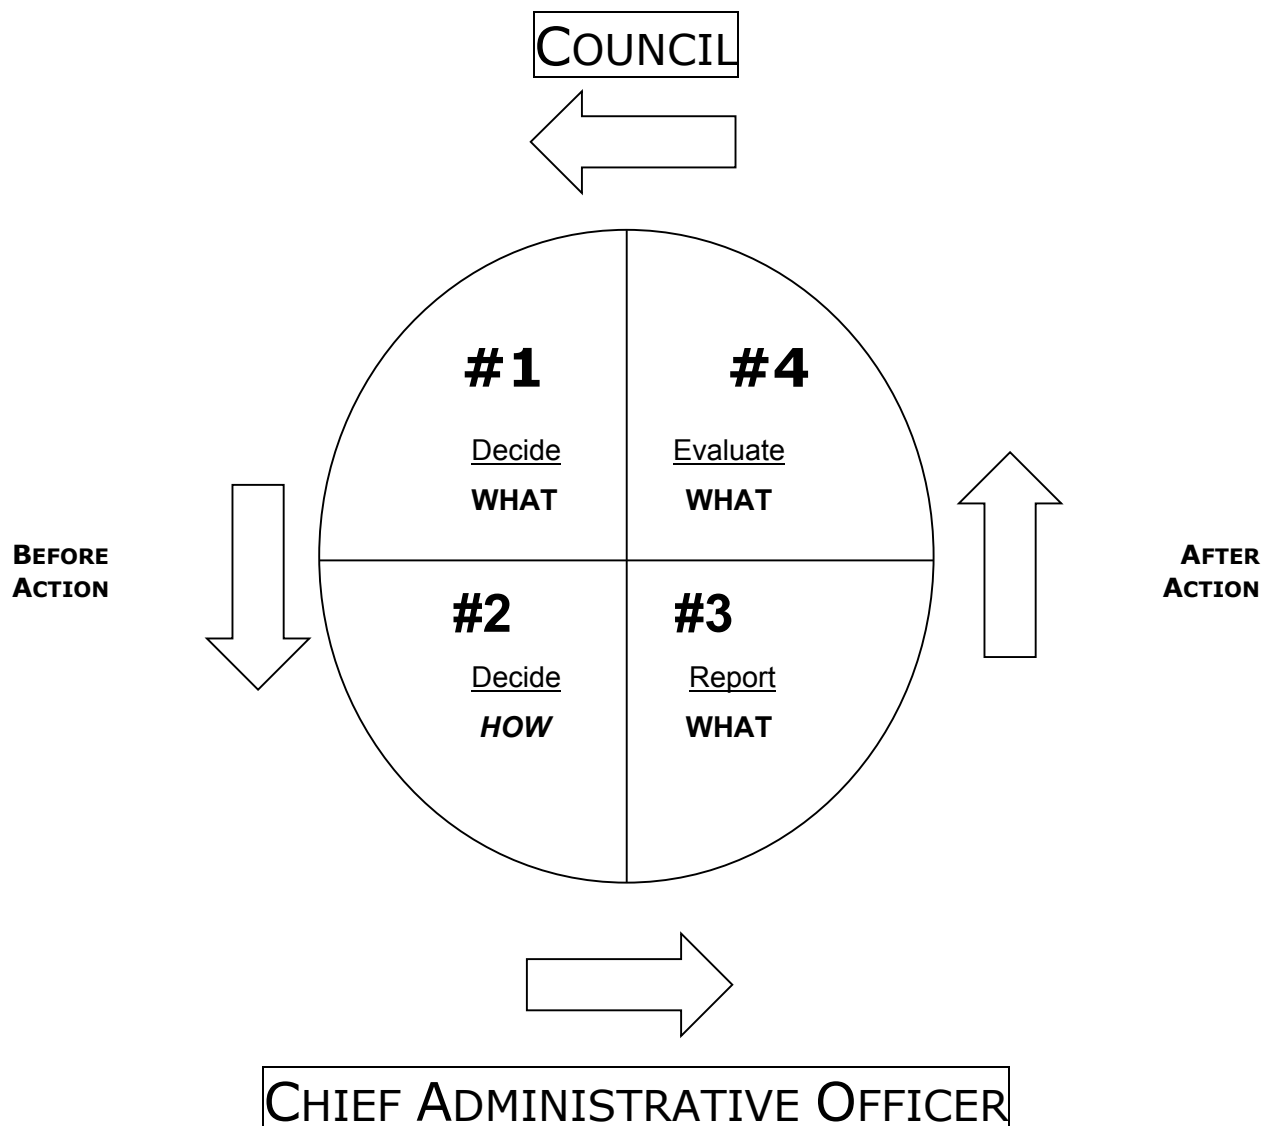 COUNCIL
#1
Decide
WHAT
#4
Evaluate
WHAT
BEFORE
ACTION
AFTER
ACTION
#2
Decide
HOW
#3
Report
WHAT
CHIEF ADMINISTRATIVE OFFICER